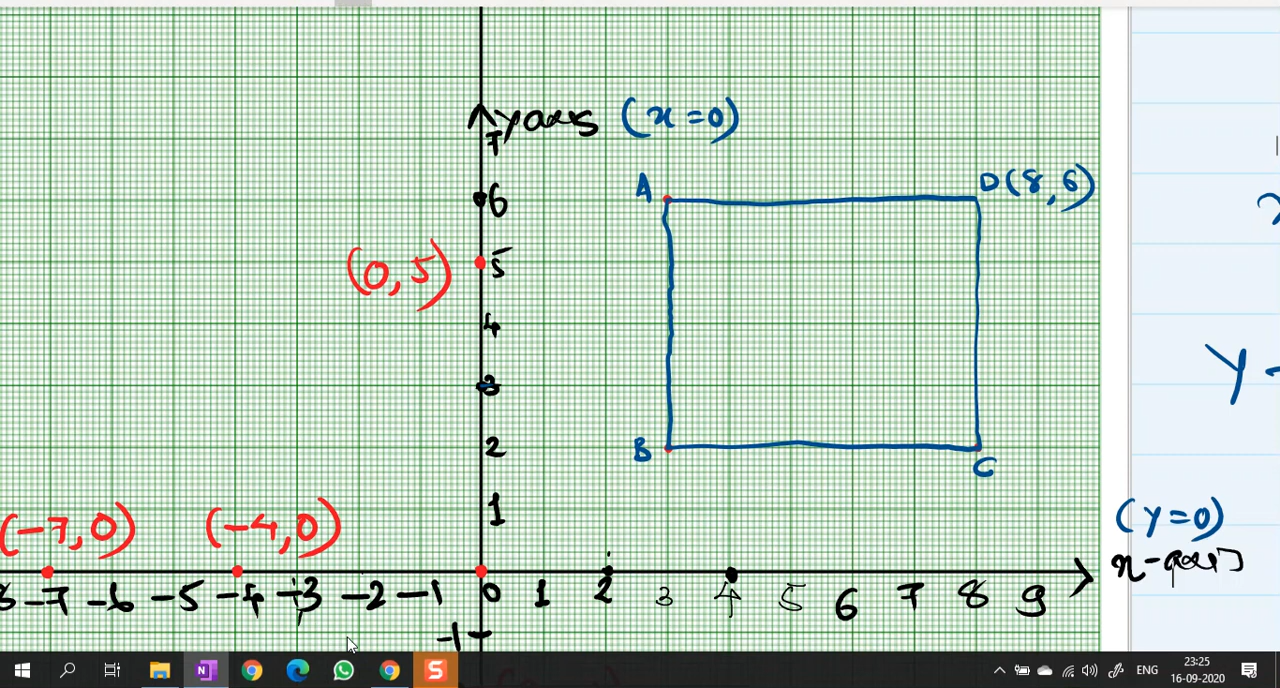 yaxis (x=0)
7
A
D(8,6)
6
(0,5)
5
4
3
2
B
C
1
(-7,0)
(-4,0)
(y=0)
x-axis
-7 -6 -5 -4 -3 -2 -1 0 1 2 3 4 5 6 7 8 9
-1
Y-
ENG
23:25
16-09-2020